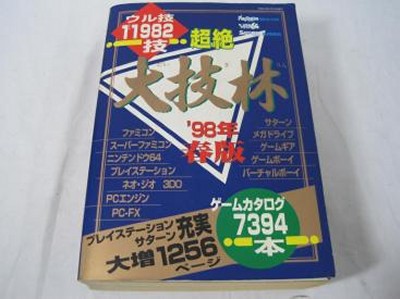 ウル技
11982
技
超絶
大技林
'98年
春版
ファミコン
スーパーファミコン
ニンテンドウ64
プレイステーション
ネオ・ジオ 3DO
PCエンジン
PC-FX
サターン
メガドライブ
ゲームギア
ゲームボーイ
バーチャルボーイ
ゲームカタログ
7394
本
プレイステーション
サターン
充実
大増1256
ページ